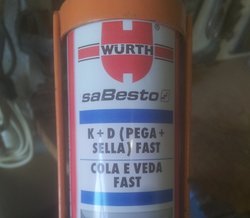 WÜRTH
saBesto
K + D (PEGA +
SELLA) FAST
COLA E VEDA
FAST